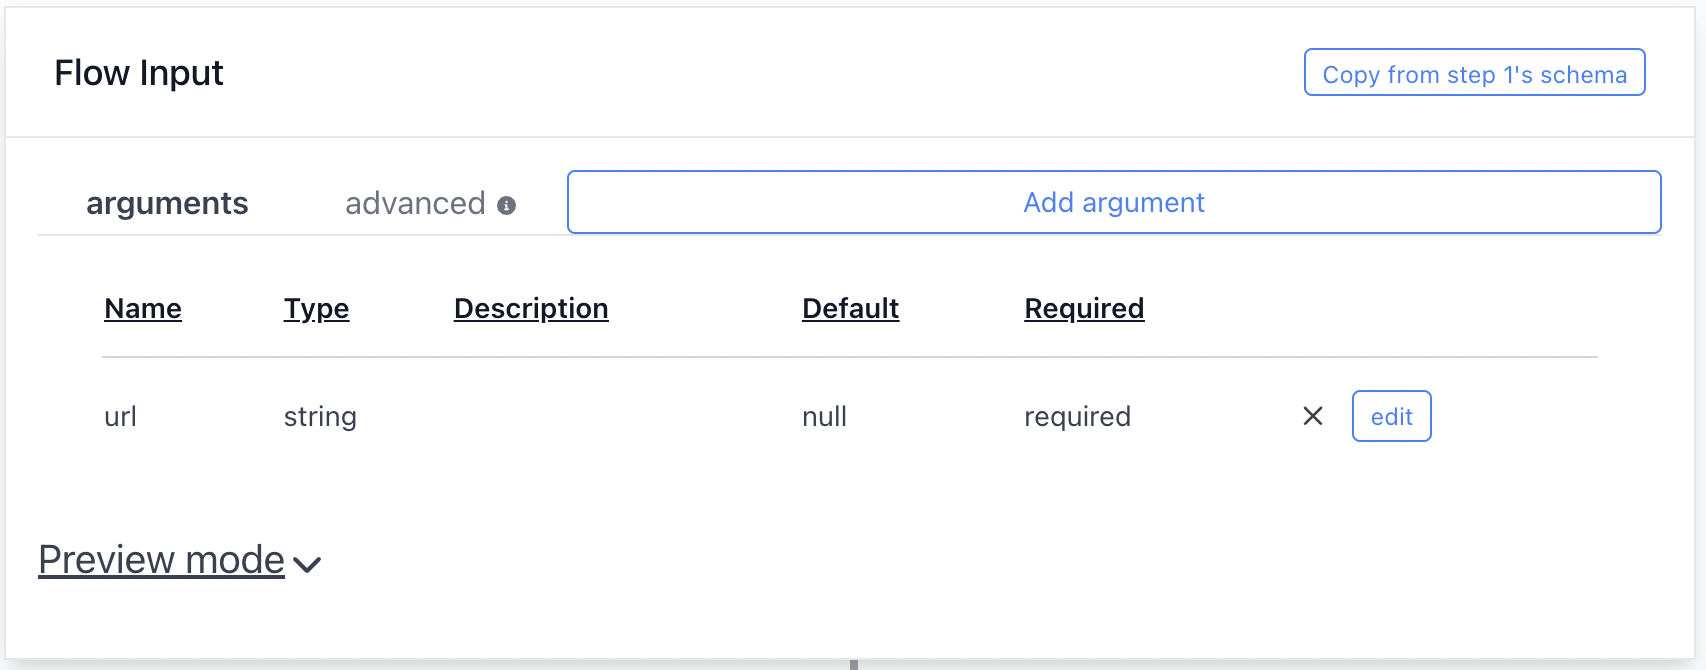 Flow Input
Copy from step 1's schema
arguments
advanced
Add argument
Name Type Description Default Required
url string null required edit
Preview mode